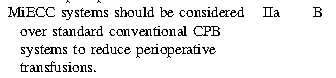 MiECC systems should be considered IIa B
over standard conventional CPB
systems to reduce perioperative
transfusions.